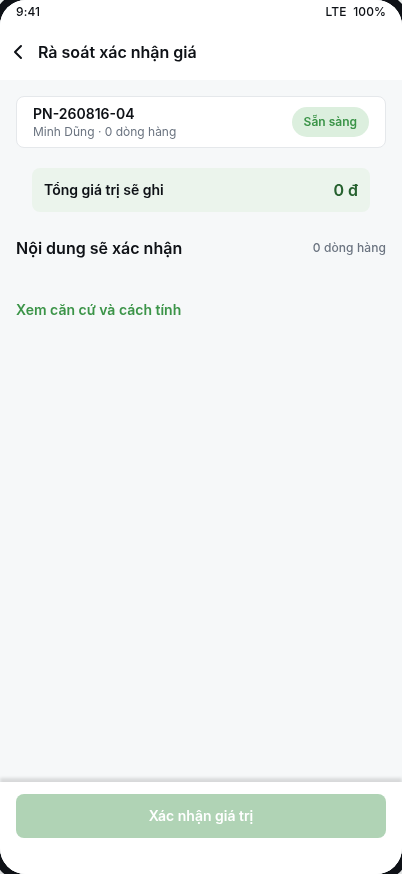 9:41 LTE 100%
Rà soát xác nhận giá
PN-260816-04
Minh Dũng · 0 dòng hàng
Sẵn sàng
Tổng giá trị sẽ ghi 0 đ
Nội dung sẽ xác nhận 0 dòng hàng
Xem căn cứ và cách tính
Xác nhận giá trị